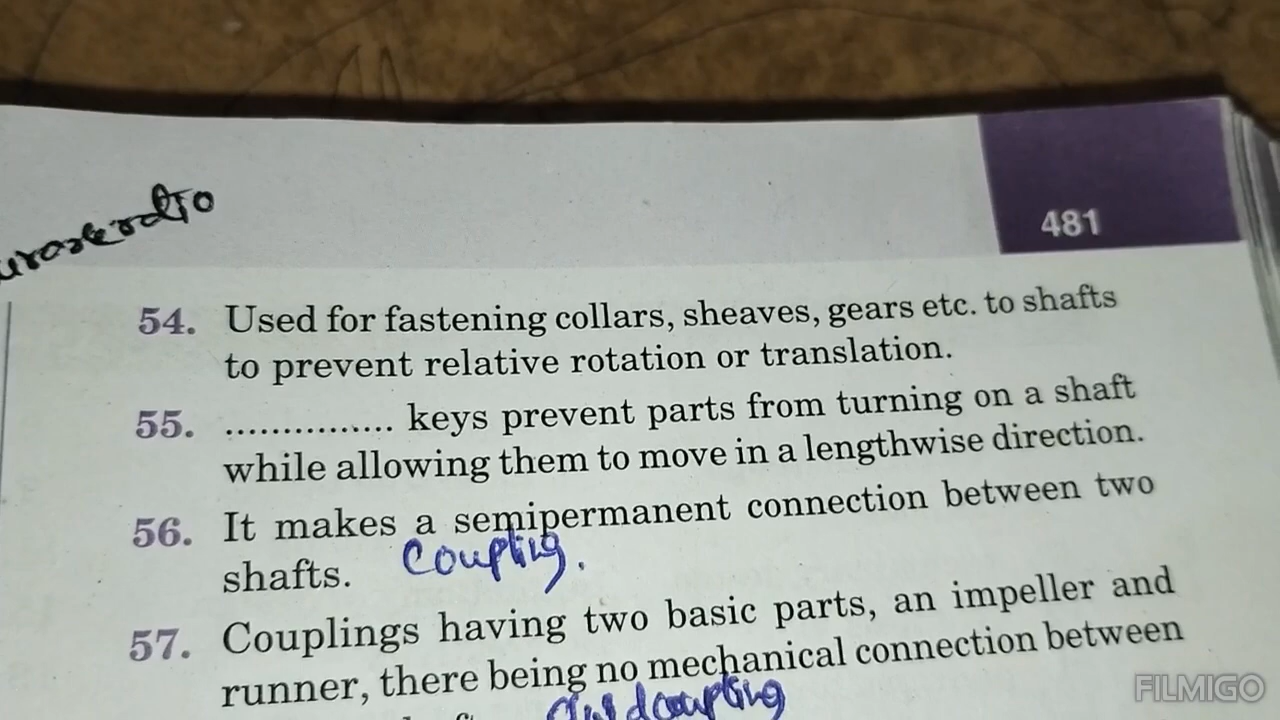 481
54. Used for fastening collars, sheaves, gears etc. to shafts
to prevent relative rotation or translation.
55. ............... keys prevent parts from turning on a shaft
while allowing them to move in a lengthwise direction.
56. It makes a semipermanent connection between two
shafts. Coupling.
57. Couplings having two basic parts, an impeller and
runner, there being no mechanical connection between
FILMIGO